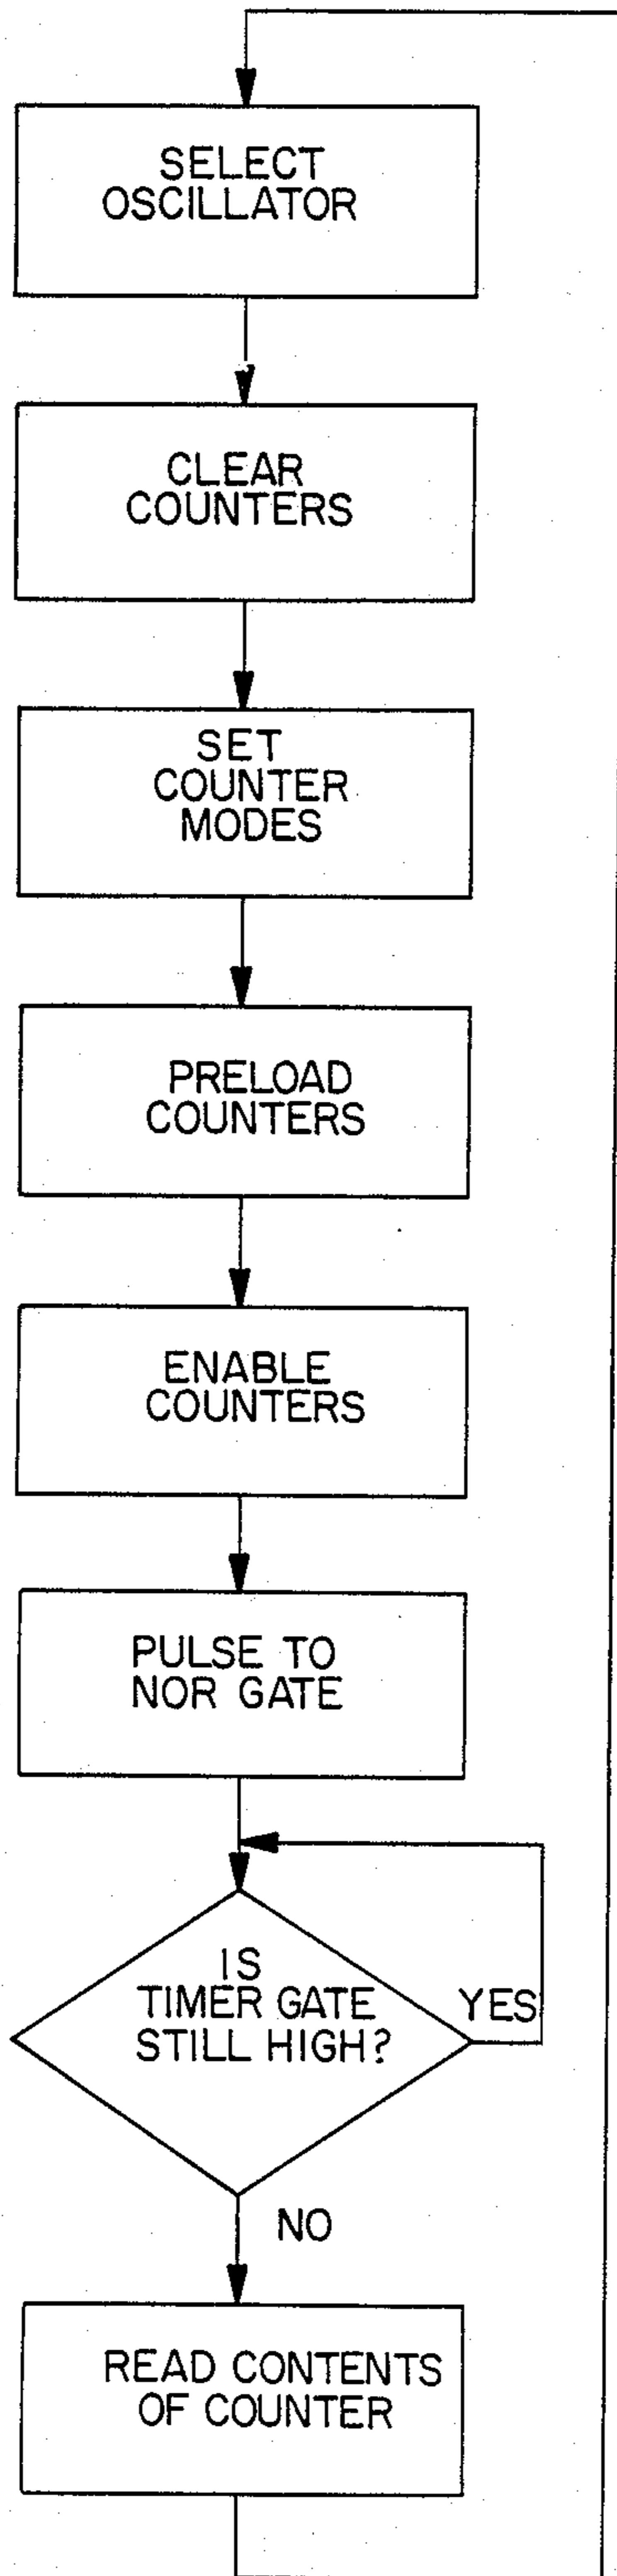 SELECT
OSCILLATOR
CLEAR
COUNTERS
SET
COUNTER
MODES
PRELOAD
COUNTERS
ENABLE
COUNTERS
PULSE TO
NOR GATE
IS
TIMER GATE
STILL HIGH?
YES
NO
READ CONTENTS
OF COUNTER